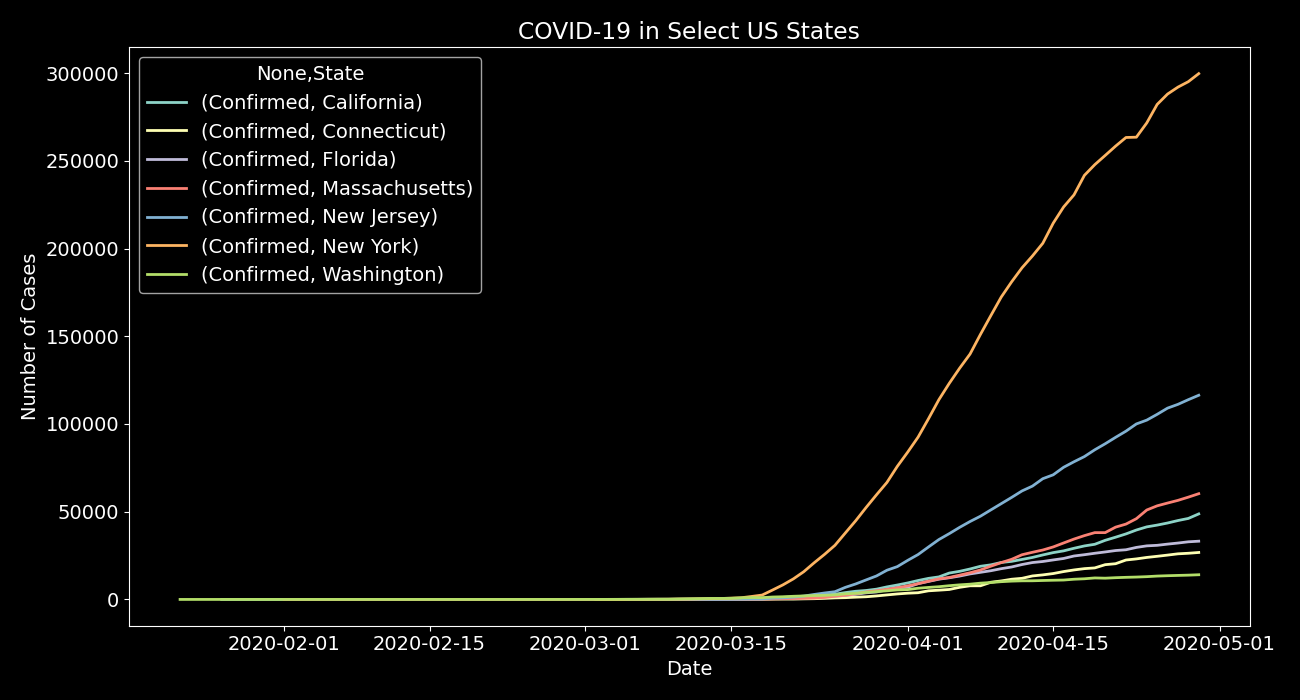 COVID-19 in Select US States
None,State
(Confirmed, California)
(Confirmed, Connecticut)
(Confirmed, Florida)
(Confirmed, Massachusetts)
(Confirmed, New Jersey)
(Confirmed, New York)
(Confirmed, Washington)
Number of Cases
300000
250000
200000
150000
100000
50000
0
2020-02-01
2020-02-15
2020-03-01
2020-03-15
2020-04-01
2020-04-15
2020-05-01
Date